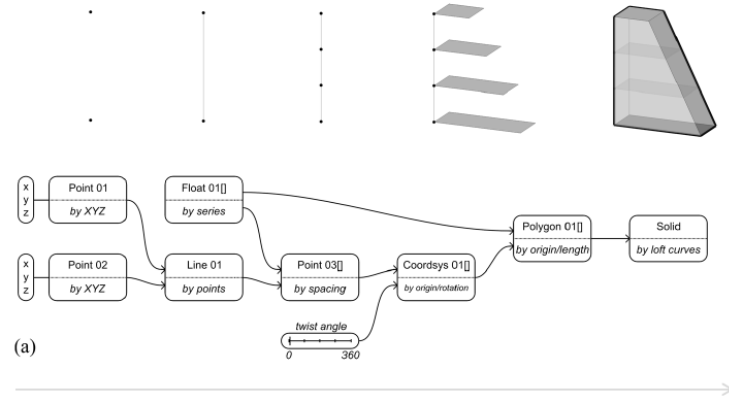 x
y
z
Point 01
by XYZ
Float 01[]
by series
Polygon 01[]
by origin/length
Solid
by loft curves
x
y
z
Point 02
by XYZ
Line 01
by points
Point 03[]
by spacing
Coordsys 01[]
by origin/rotation
twist angle
0 360
(a)